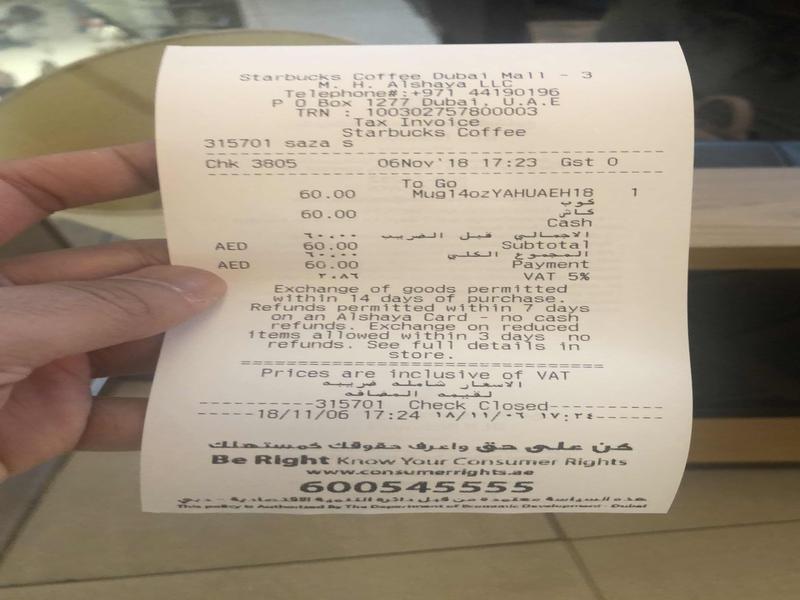 Starbucks Coffee Dubai Mall - 3
M. H. Alshaya LLC
Telephone#:+971 44190196
P O Box 1277 Dubai, U.A.E
TRN : 100302757800003
Tax Invoice
Starbucks Coffee
315701 saza s
Chk 3805 06Nov'18 17:23 Gst 0
To Go
60.00 Mug14ozYAHUAEH18 1
كوب
60.00 كاش
Cash
٦٠.٠٠ الاجمالي قبل الضريب
AED 60.00 Subtotal
٦٠.٠٠ المجموع الكلي
AED 60.00 Payment
٢.٨٦ VAT 5%
Exchange of goods permitted
within 14 days of purchase.
Refunds permitted within 7 days
on an Alshaya Card - no cash
refunds. Exchange on reduced
items allowed within 3 days no
refunds. See full details in
store.
===================================
Prices are inclusive of VAT
الاسعار شامله ضريبه
لقيمه المضافه
---------315701 Check Closed---------
-----18/11/06 17:24 ١٨/١١/٠٦ ١٧:٢٤-----
كن على حق واعرف حقوقك كمستهلك
Be Right Know Your Consumer Rights
www.consumerrights.ae
600545555
هذه السياسة معتمدة من قبل دائرة التنمية الاقتصادية - دبي
This policy is Authorized By The Department of Economic Development - Dubai